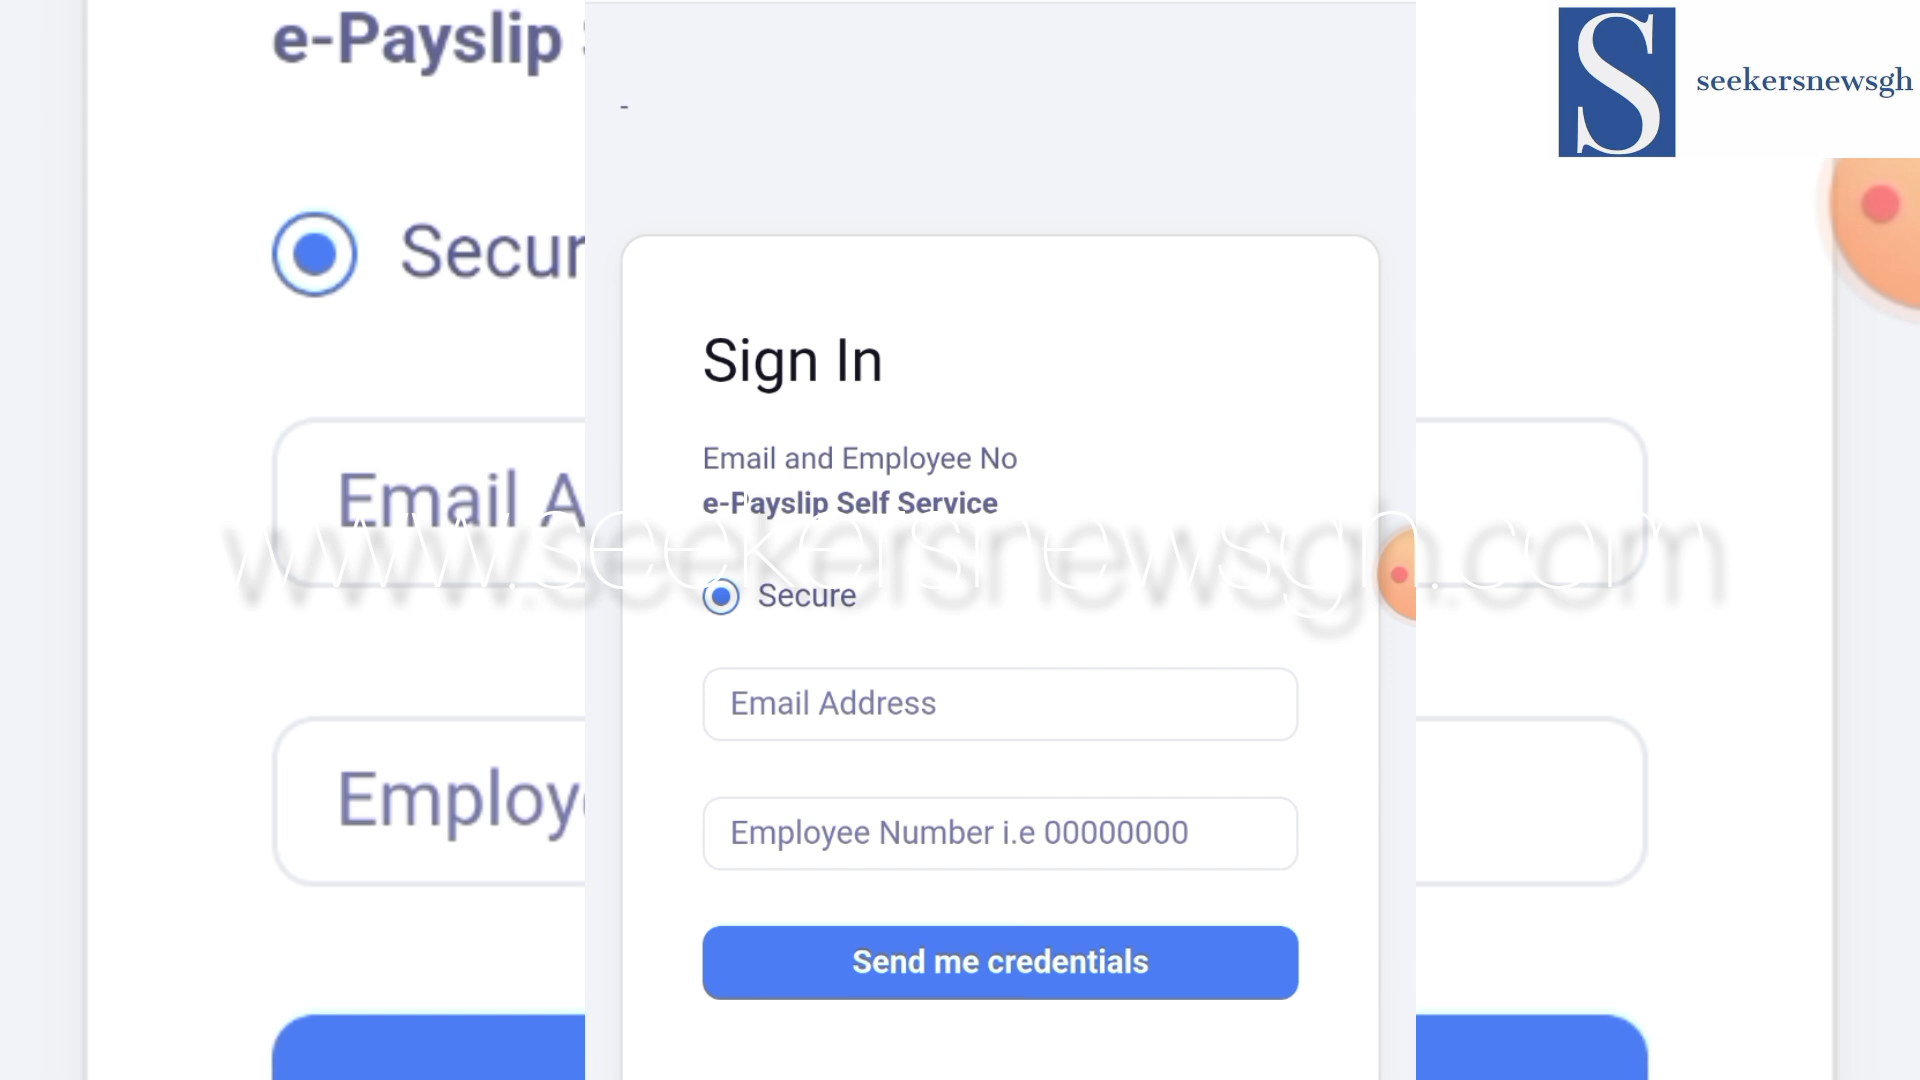 e-Payslip
Secur
Email A
Employ
-
Sign In
Email and Employee No
e-Payslip Self Service
Secure
Email Address
Employee Number i.e 00000000
Send me credentials
www.seekersnewsgh.com
S
seekersnewsgh